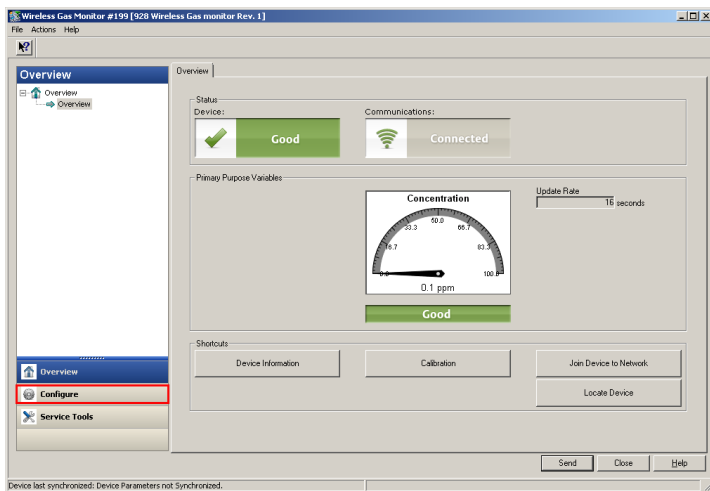 Wireless Gas Monitor #199 [928 Wireless Gas monitor Rev. 1]
File Actions Help
Overview
Overview
Overview
Overview
Status
Device:
Communications:
Good
Connected
Primary Purpose Variables
Concentration
Update Rate
16 seconds
0.0
16.7
33.3
50.0
66.7
83.3
100.0
0.1 ppm
Good
Shortcuts
Device Information
Calibration
Join Device to Network
Locate Device
Overview
Configure
Service Tools
Send
Close
Help
Device last synchronized: Device Parameters not Synchronized.